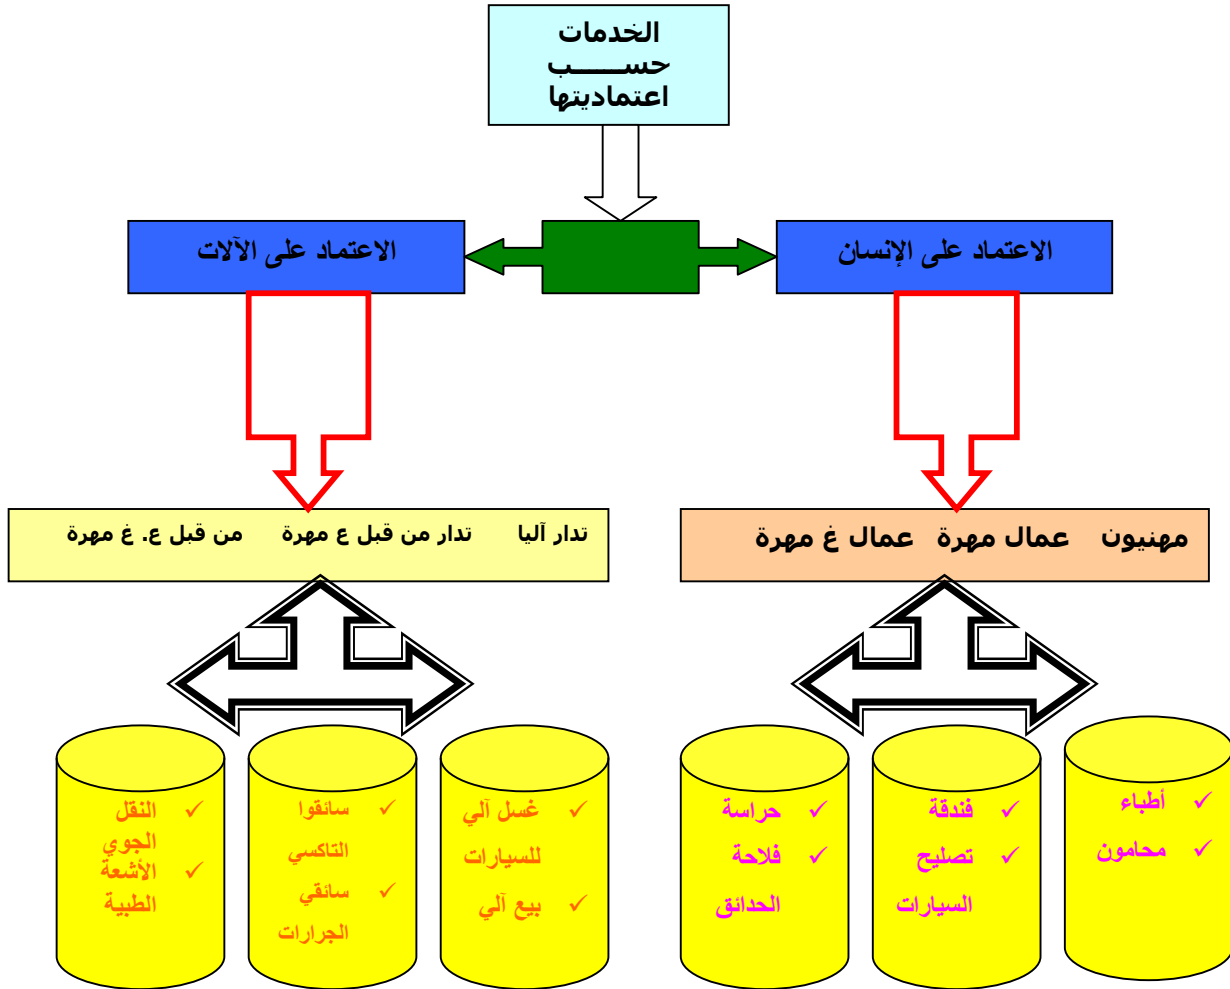 الخدمات
حســـــب
اعتماديتها
الاعتماد على الإنسان
الاعتماد على الآلات
مهنيون عمال مهرة عمال غ مهرة
تدار آليا تدار من قبل ع مهرة من قبل ع. غ مهرة
✓ أطباء
✓ محامون
✓ فندقة
✓ تصليح
السيارات
✓ حراسة
✓ فلاحة
الحدائق
✓ غسل آلي
للسيارات
✓ بيع آلي
✓ سائقوا
التاكسي
✓ سائقي
الجرارات
✓ النقل
الجوي
✓ الأشعة
الطبية